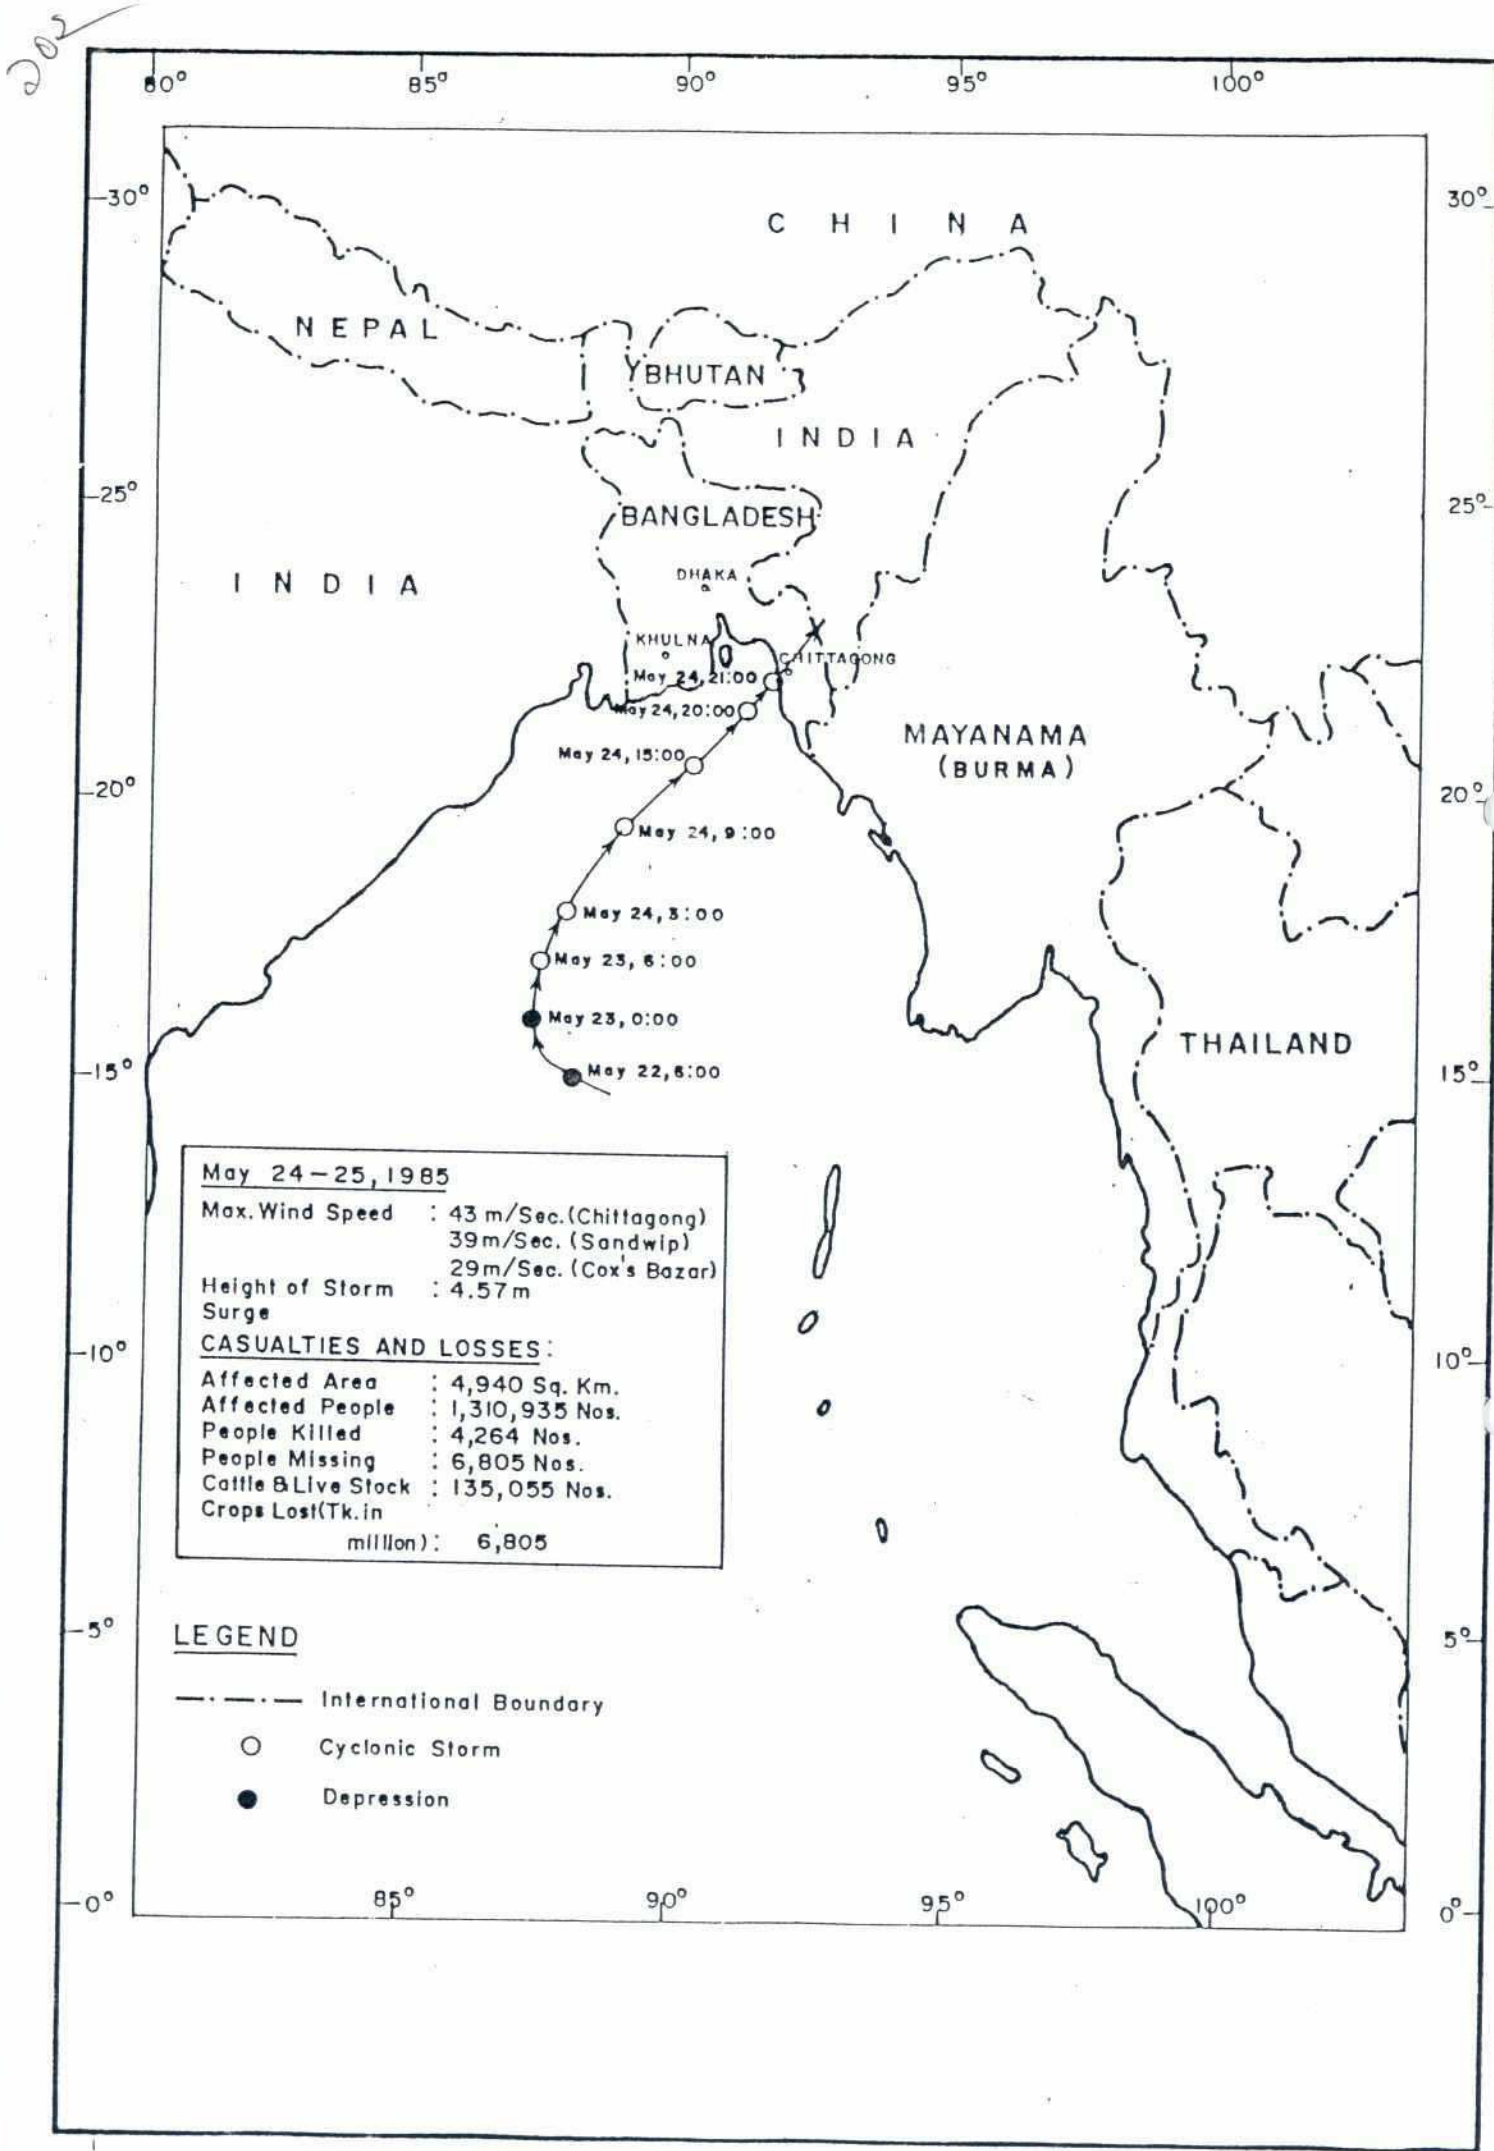 205
80° 85° 90° 95° 100°
30° 30°
C H I N A
NEPAL
BHUTAN
INDIA
25° 25°
BANGLADESH
DHAKA
I N D I A
KHULNA
CHITTAGONG
May 24, 21:00
May 24, 20:00
MAYANAMA
(BURMA)
May 24, 15:00
20° 20°
May 24, 9:00
May 24, 3:00
May 23, 6:00
May 23, 0:00
THAILAND
May 22, 6:00
15° 15°
May 24-25, 1985
Max. Wind Speed : 43 m/Sec. (Chittagong)
39 m/Sec. (Sandwip)
29 m/Sec. (Cox's Bazar)
Height of Storm : 4.57 m
Surge
CASUALTIES AND LOSSES:
Affected Area : 4,940 Sq. Km.
Affected People : 1,310,935 Nos.
People Killed : 4,264 Nos.
People Missing : 6,805 Nos.
Cattle & Live Stock : 135,055 Nos.
Crops Lost (Tk. in
million): 6,805
10° 10°
5° 5°
LEGEND
International Boundary
Cyclonic Storm
Depression
85° 90° 95° 100°
0° 0°